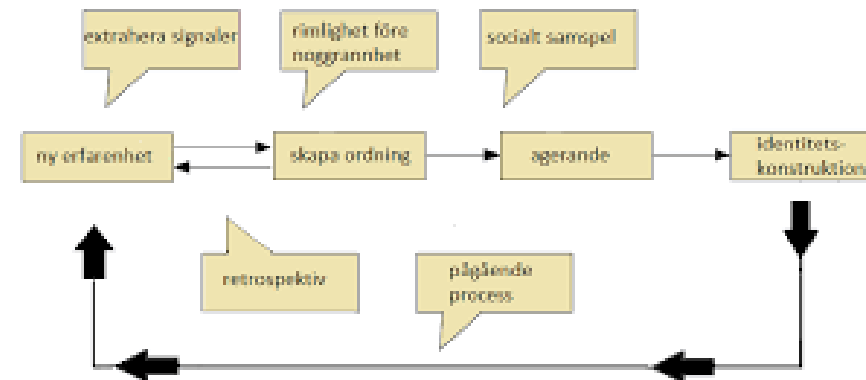 extrahera signaler
rimlighet före
noggrannhet
socialt samspel
ny erfarenhet
skapa ordning
agerande
identitets-
konstruktion
retrospektiv
pågående
process